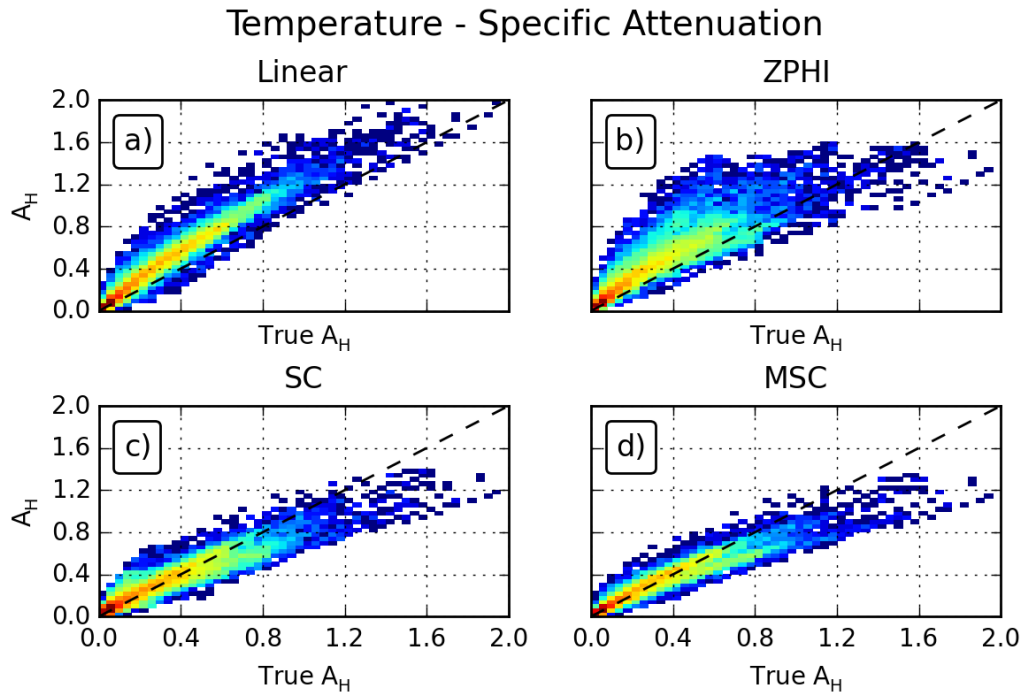 Temperature - Specific Attenuation
Linear
ZPHI
2.0
1.6
1.2
0.8
0.4
0.0
A_H
a)
b)
True A_H
True A_H
SC
MSC
2.0
1.6
1.2
0.8
0.4
0.0
A_H
c)
d)
0.0 0.4 0.8 1.2 1.6 2.0
0.0 0.4 0.8 1.2 1.6 2.0
True A_H
True A_H